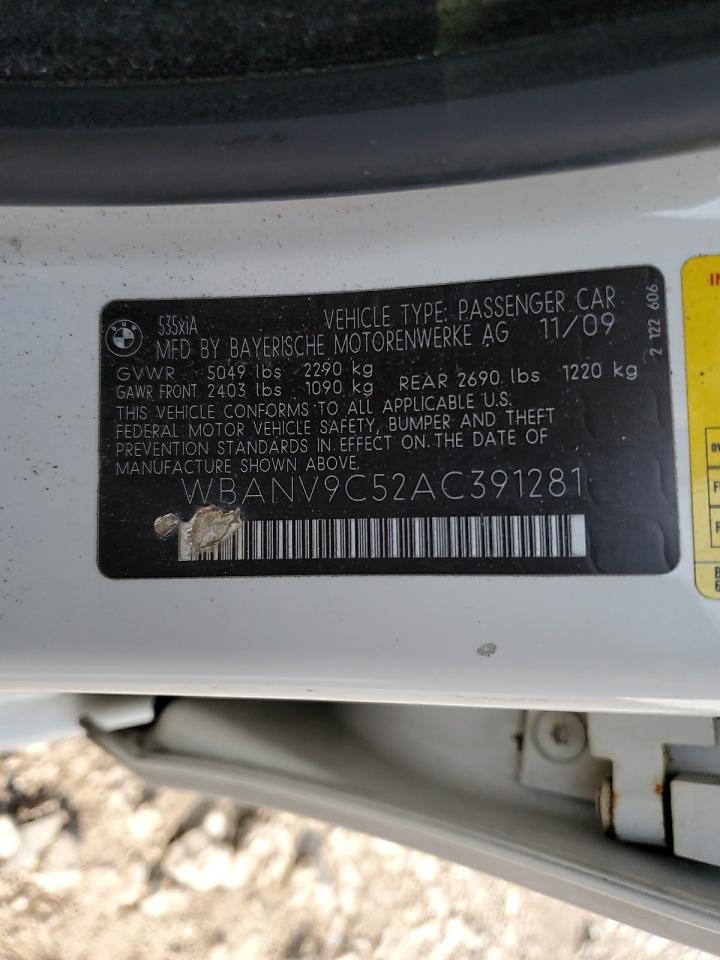 BMW
535xiA VEHICLE TYPE: PASSENGER CAR
MFD BY BAYERISCHE MOTORENWERKE AG 11/09
GVWR 5049 lbs 2290 kg
GAWR FRONT 2403 lbs 1090 kg REAR 2690 lbs 1220 kg
THIS VEHICLE CONFORMS TO ALL APPLICABLE U.S.
FEDERAL MOTOR VEHICLE SAFETY, BUMPER AND THEFT
PREVENTION STANDARDS IN EFFECT ON THE DATE OF
MANUFACTURE SHOWN ABOVE.
WBANV9C52AC391281
2 122 606